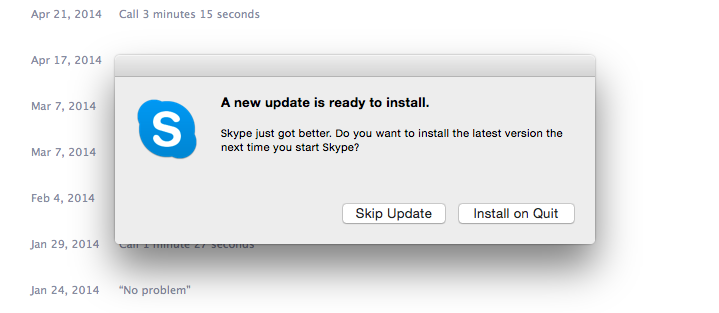 Apr 21, 2014 Call 3 minutes 15 seconds
Apr 17, 2014
A new update is ready to install.
Mar 7, 2014
S
Skype just got better. Do you want to install the latest version the
next time you start Skype?
Mar 7, 2014
Feb 4, 2014
Skip Update Install on Quit
Jan 29, 2014 Call 1 minute 27 seconds
Jan 24, 2014 “No problem”